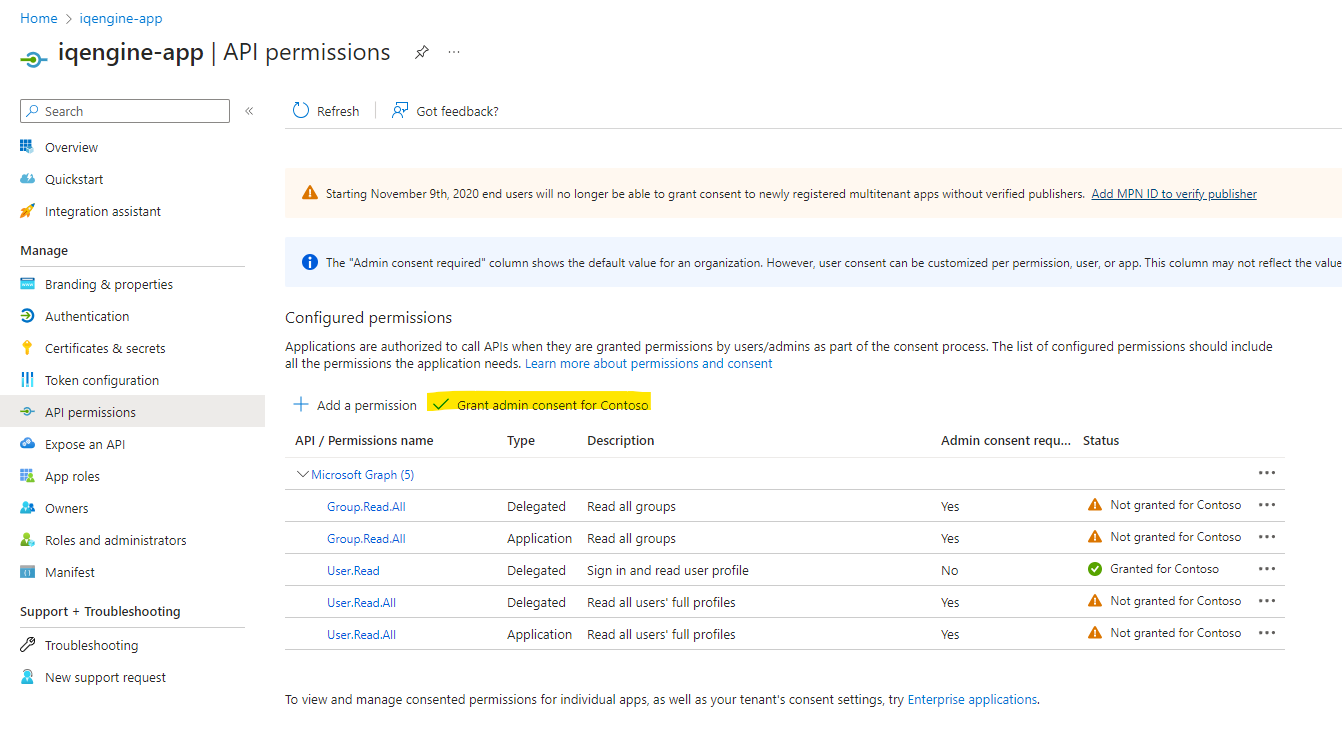 Home > iqengine-app
iqengine-app | API permissions
Search
Refresh
Got feedback?
Overview
Quickstart
Integration assistant
Manage
Branding & properties
Authentication
Certificates & secrets
Token configuration
API permissions
Expose an API
App roles
Owners
Roles and administrators
Manifest
Support + Troubleshooting
Troubleshooting
New support request
Starting November 9th, 2020 end users will no longer be able to grant consent to newly registered multitenant apps without verified publishers. Add MPN ID to verify publisher
The "Admin consent required" column shows the default value for an organization. However, user consent can be customized per permission, user, or app. This column may not reflect the value
Configured permissions
Applications are authorized to call APIs when they are granted permissions by users/admins as part of the consent process. The list of configured permissions should include
all the permissions the application needs. Learn more about permissions and consent
Add a permission Grant admin consent for Contoso
API / Permissions name Type Description Admin consent requ... Status
Microsoft Graph (5)
Group.Read.All Delegated Read all groups Yes Not granted for Contoso
Group.Read.All Application Read all groups Yes Not granted for Contoso
User.Read Delegated Sign in and read user profile No Granted for Contoso
User.Read.All Delegated Read all users' full profiles Yes Not granted for Contoso
User.Read.All Application Read all users' full profiles Yes Not granted for Contoso
To view and manage consented permissions for individual apps, as well as your tenant's consent settings, try Enterprise applications.